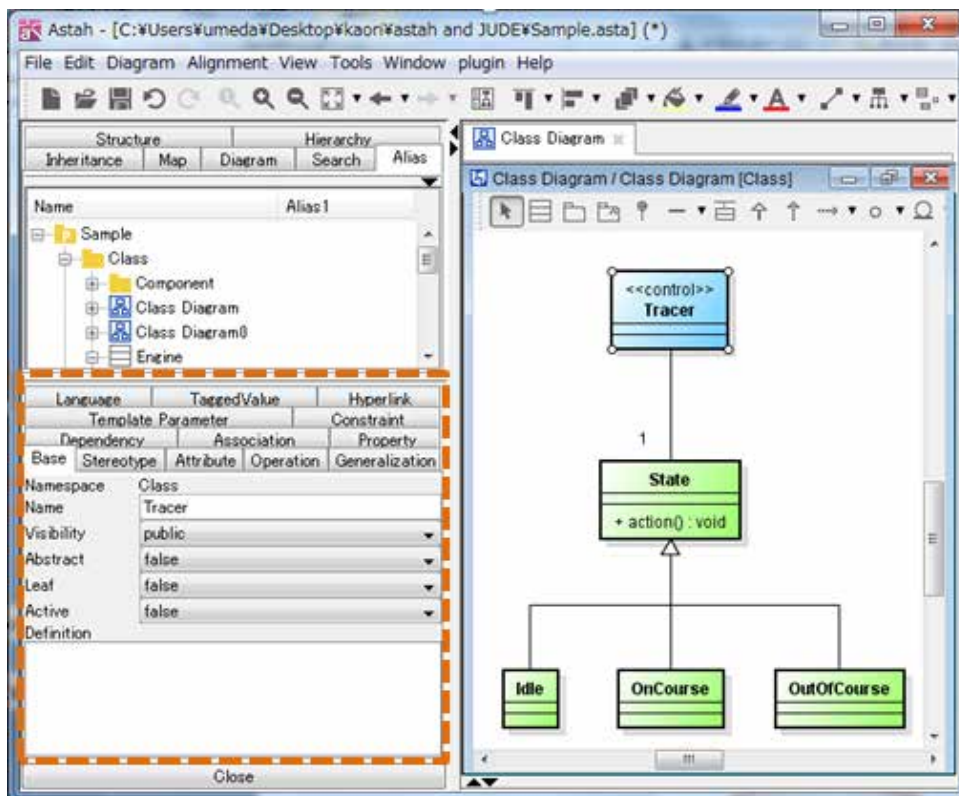 Astah - [C:¥Users¥umeda¥Desktop¥kaori¥astah and JUDE¥Sample.asta] (*)
File Edit Diagram Alignment View Tools Window plugin Help
Structure Hierarchy
Inheritance Map Diagram Search Alias
Name Alias1
Sample
Class
Component
Class Diagram
Class Diagram0
Engine
Language TaggedValue Hyperlink
Template Parameter Constraint
Dependency Association Property
Base Stereotype Attribute Operation Generalization
Namespace Class
Name Tracer
Visibility public
Abstract false
Leaf false
Active false
Definition
Close
Class Diagram
Class Diagram / Class Diagram [Class]
<<control>>
Tracer
1
State
+ action() : void
Idle
OnCourse
OutOfCourse